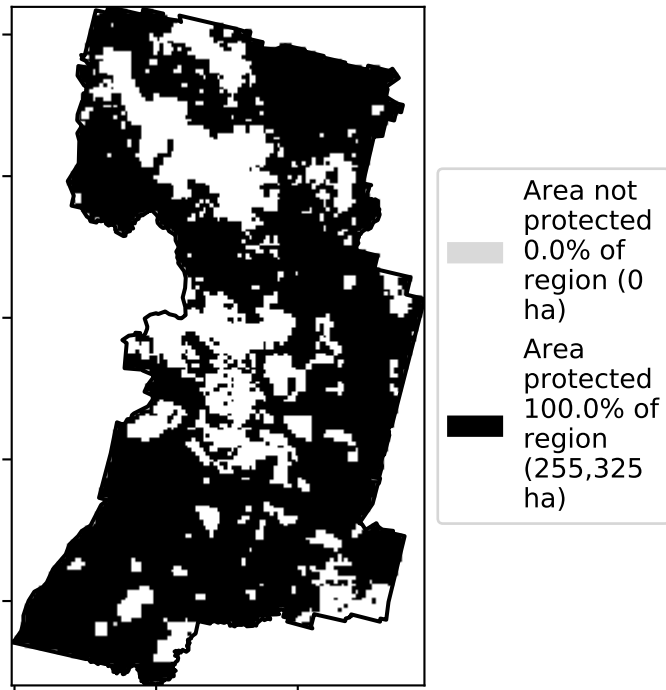 Area not
protected
0.0% of
region (0
ha)
Area
protected
100.0% of
region
(255,325
ha)